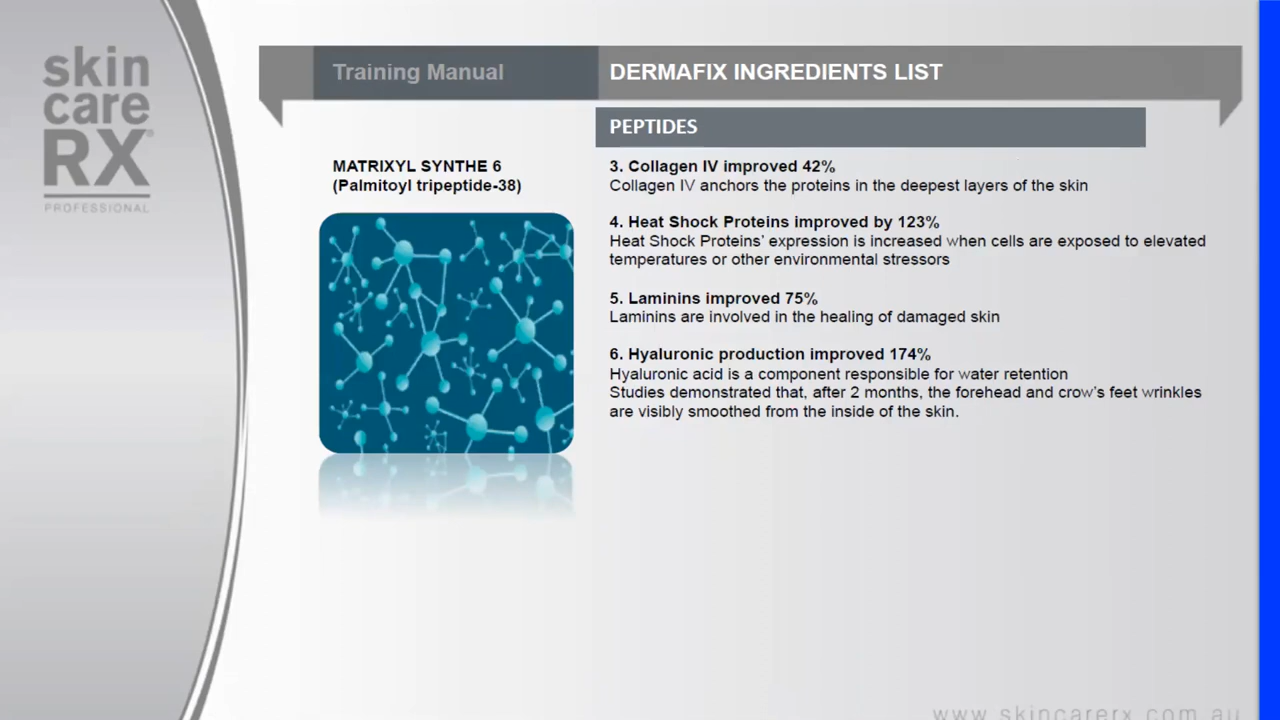 skin
care
RX®
PROFESSIONAL
Training Manual
DERMAFIX INGREDIENTS LIST
PEPTIDES
MATRIXYL SYNTHE 6
(Palmitoyl tripeptide-38)
3. Collagen IV improved 42%
Collagen IV anchors the proteins in the deepest layers of the skin
4. Heat Shock Proteins improved by 123%
Heat Shock Proteins' expression is increased when cells are exposed to elevated
temperatures or other environmental stressors
5. Laminins improved 75%
Laminins are involved in the healing of damaged skin
6. Hyaluronic production improved 174%
Hyaluronic acid is a component responsible for water retention
Studies demonstrated that, after 2 months, the forehead and crow's feet wrinkles
are visibly smoothed from the inside of the skin.
www.skincarerx.com.au